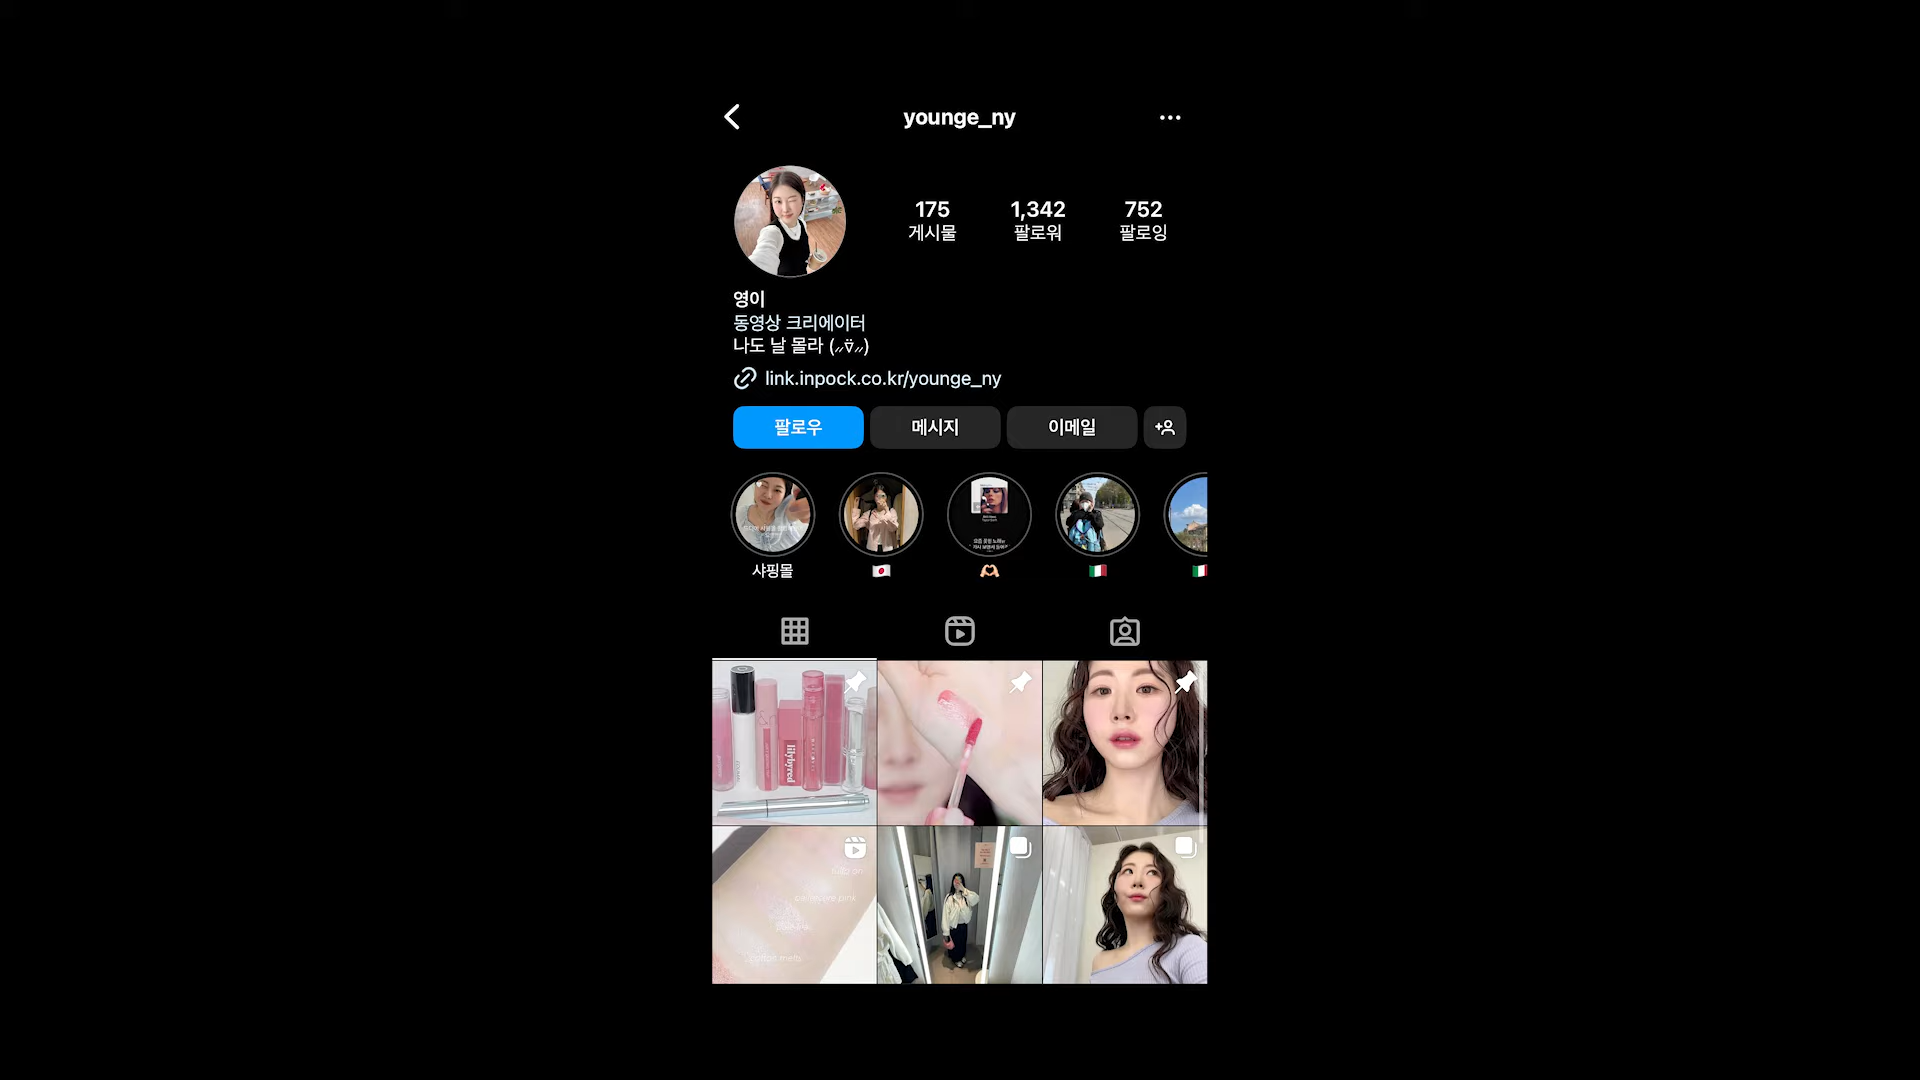 younge_ny
175
1,342
752
게시물
팔로워
팔로잉
영이
동영상 크리에이터
나도 날 몰라 (⸝⸝⍢⸝⸝)
link.inpock.co.kr/younge_ny
팔로우
메시지
이메일
샤핑몰
lilybyred